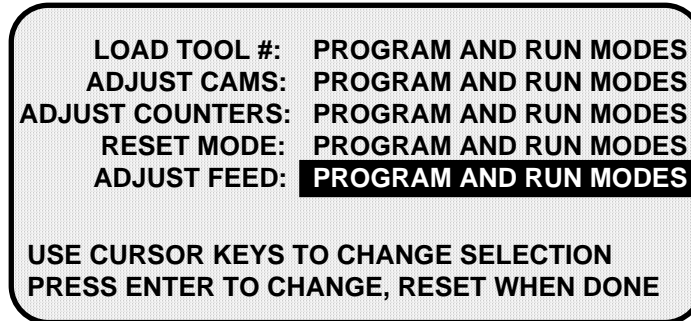 LOAD TOOL #: PROGRAM AND RUN MODES
ADJUST CAMS: PROGRAM AND RUN MODES
ADJUST COUNTERS: PROGRAM AND RUN MODES
RESET MODE: PROGRAM AND RUN MODES
ADJUST FEED: PROGRAM AND RUN MODES
USE CURSOR KEYS TO CHANGE SELECTION
PRESS ENTER TO CHANGE, RESET WHEN DONE